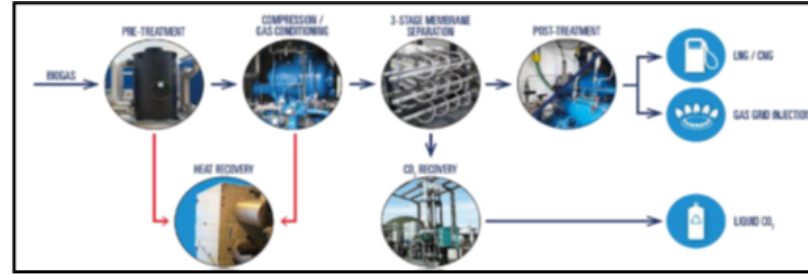 PRE-TREATMENT
COMPRESSION /
GAS CONDITIONING
3-STAGE MEMBRANE
SEPARATION
POST-TREATMENT
BIOGAS
LNG / CNG
GAS GRID INJECTION
HEAT RECOVERY
CO₂ RECOVERY
LIQUID CO₂